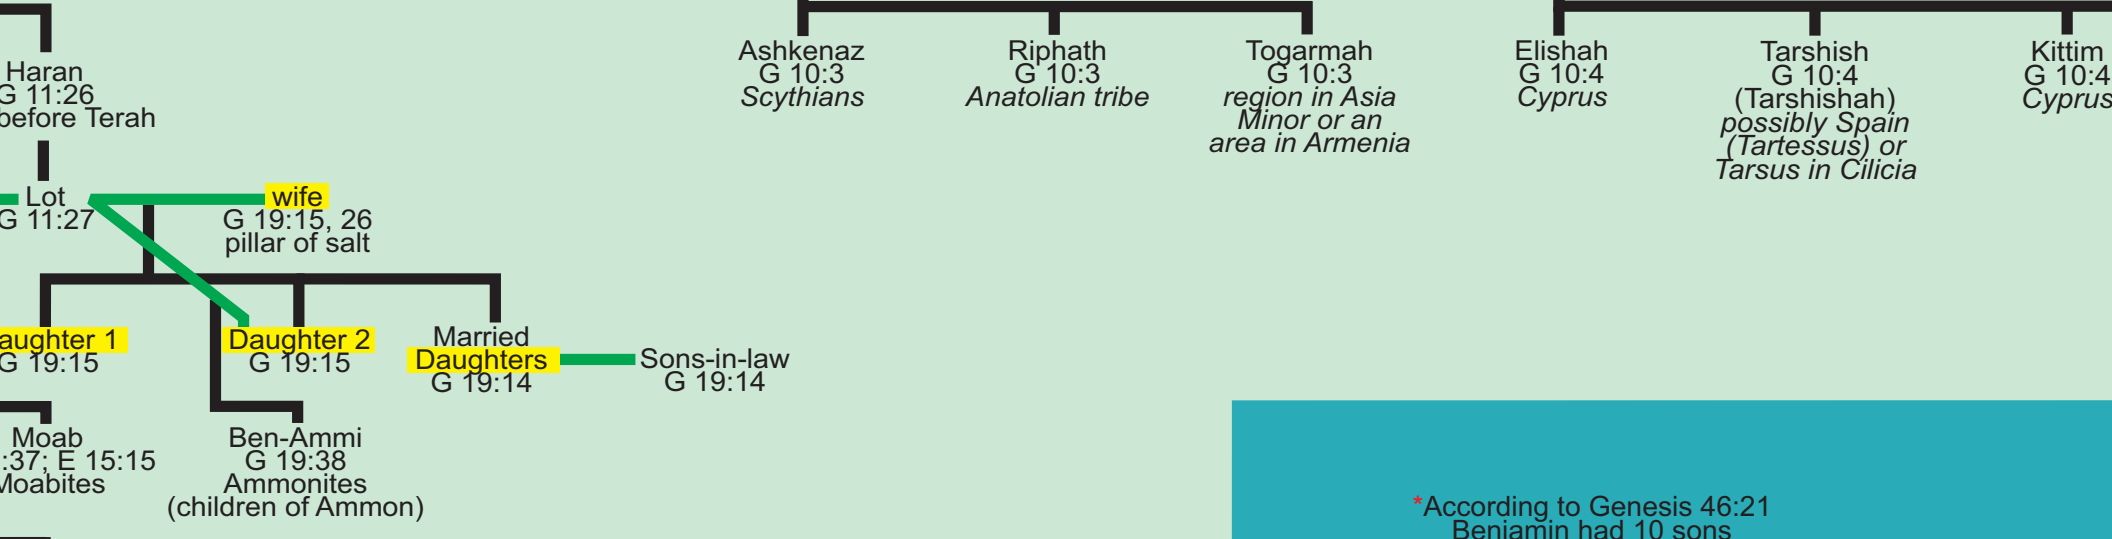 Haran
G 11:26
before Terah
Lot
G 11:27
wife
G 19:15, 26
pillar of salt
aughter 1
G 19:15
Daughter 2
G 19:15
Married
Daughters
G 19:14
Sons-in-law
G 19:14
Moab
:37; E 15:15
Moabites
Ben-Ammi
G 19:38
Ammonites
(children of Ammon)
Ashkenaz
G 10:3
Scythians
Riphath
G 10:3
Anatolian tribe
Togarmah
G 10:3
region in Asia
Minor or an
area in Armenia
Elishah
G 10:4
Cyprus
Tarshish
G 10:4
(Tarshishah)
possibly Spain
(Tartessus) or
Tarsus in Cilicia
Kittim
G 10:4
Cyprus
*According to Genesis 46:21
Benjamin had 10 sons